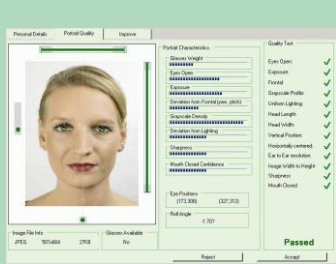 Personal Details
Portrait Quality
Improve
Portrait Characteristics
Glasses Weight
Eyes Open
Exposure
Deviation from Frontal (yaw, pitch)
Grayscale Density
Deviation from Lighting
Sharpness
Mouth Closed Confidence
Eye Positions
(173,308) (327,312)
Roll Angle
-1.707
Quality Test
Eyes Open
Exposure
Frontal
Grayscale Profile
Uniform Lighting
Head Length
Head Width
Vertical Position
Horizontally centered
Ear to Ear resolution
Image Width to Height
Sharpness
Mouth Closed
Passed
Image File Info
JPEG
Glasses Available
No
Reject
Accept